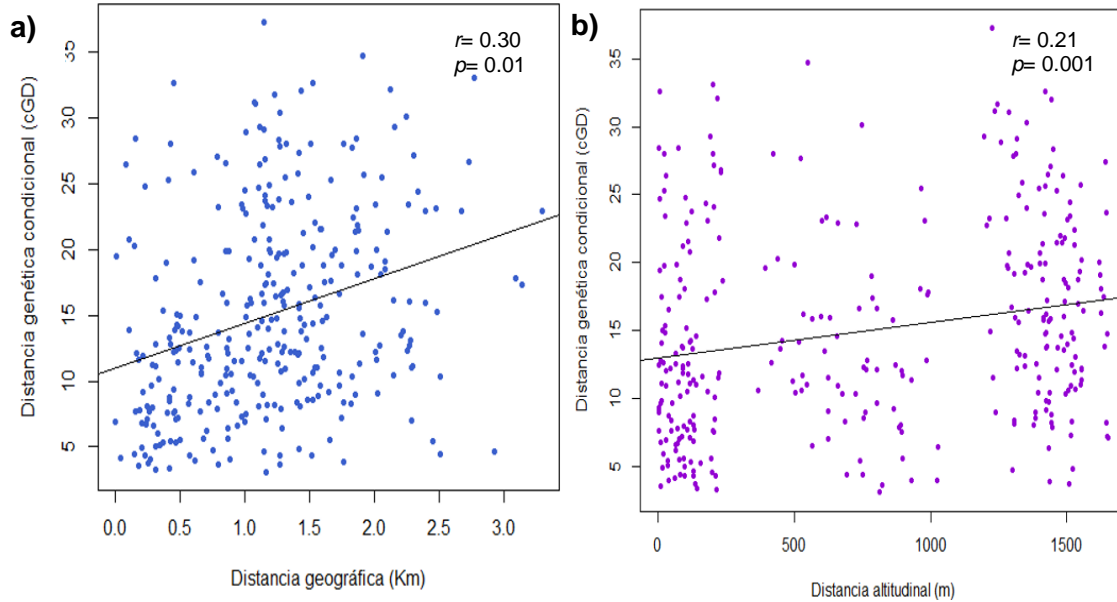 a)
r= 0.30
p= 0.01
Distancia genética condicional (cGD)
35
30
25
20
15
10
5
0.0 0.5 1.0 1.5 2.0 2.5 3.0
Distancia geográfica (Km)
b)
r= 0.21
p= 0.001
Distancia genética condicional (cGD)
35
30
25
20
15
10
5
0 500 1000 1500
Distancia altitudinal (m)